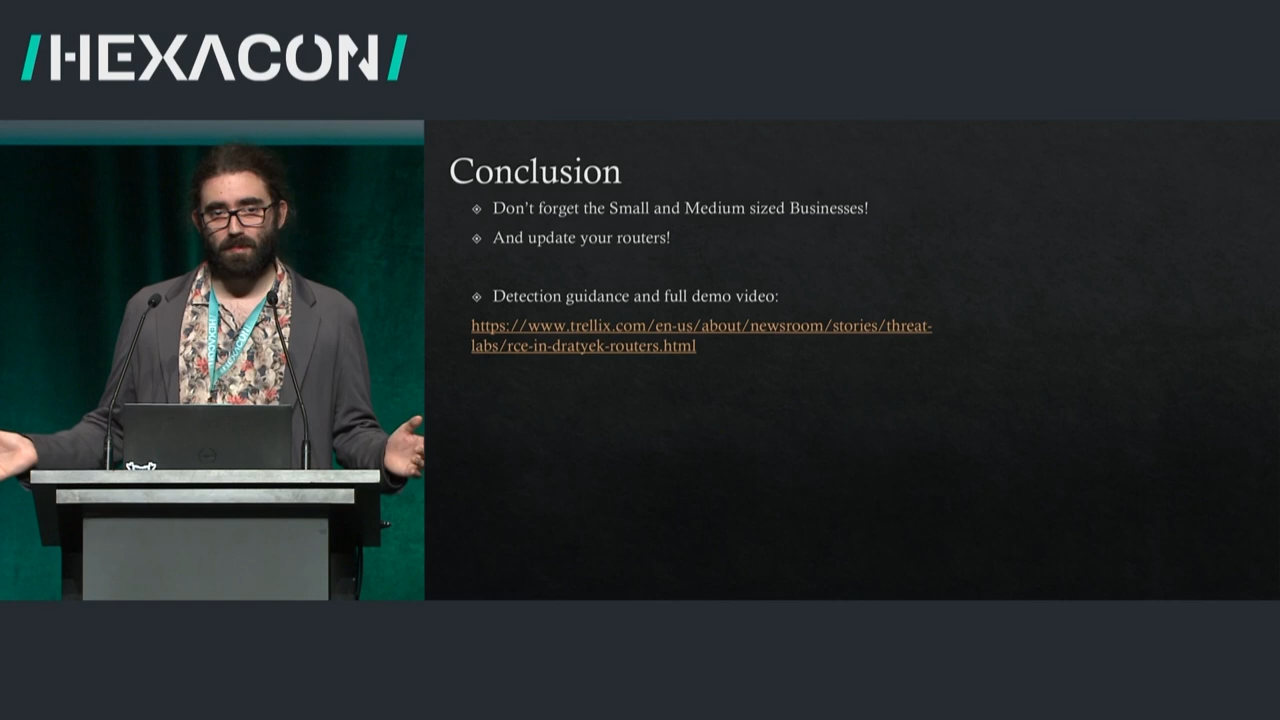 /HEXACON/
Conclusion
Don't forget the Small and Medium sized Businesses!
And update your routers!
Detection guidance and full demo video:
https://www.trellix.com/en-us/about/newsroom/stories/threat-
labs/rce-in-dratyek-routers.html